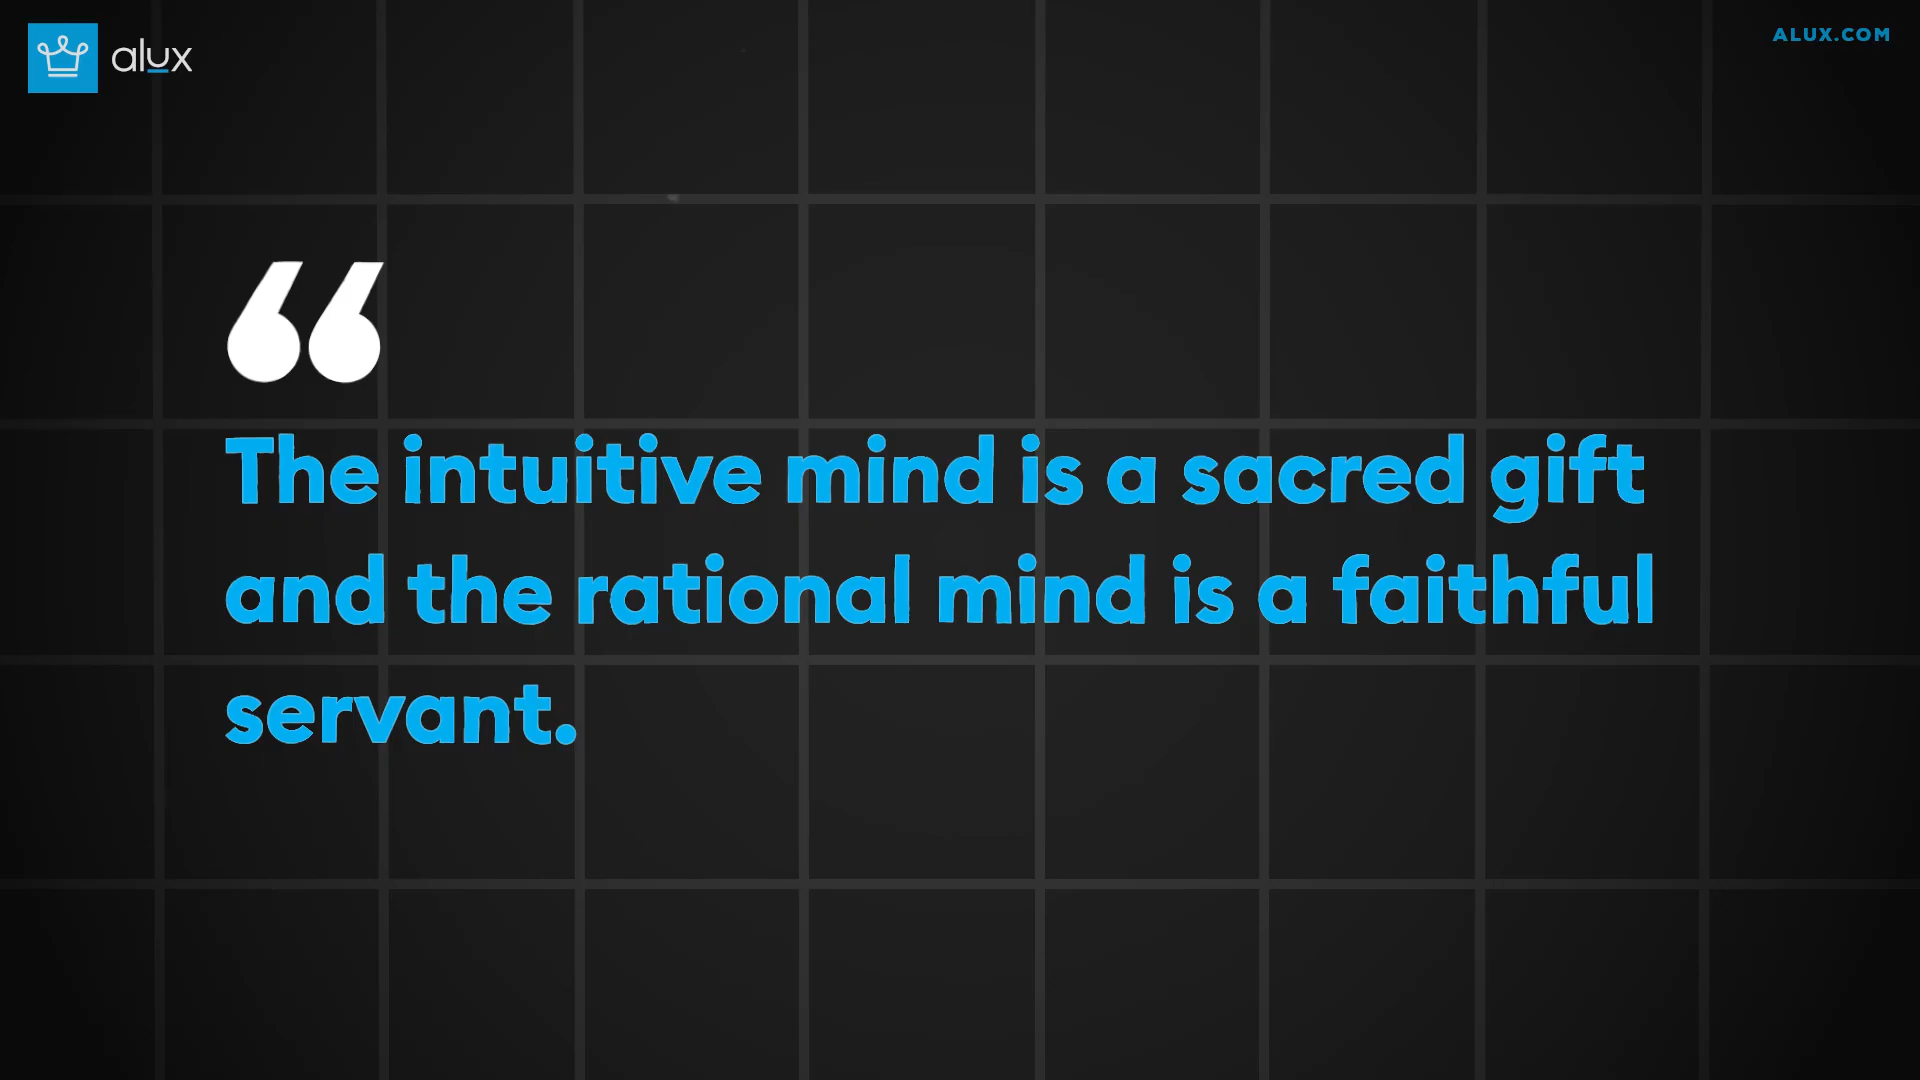 alux
ALUX.COM
“
The intuitive mind is a sacred gift
and the rational mind is a faithful
servant.